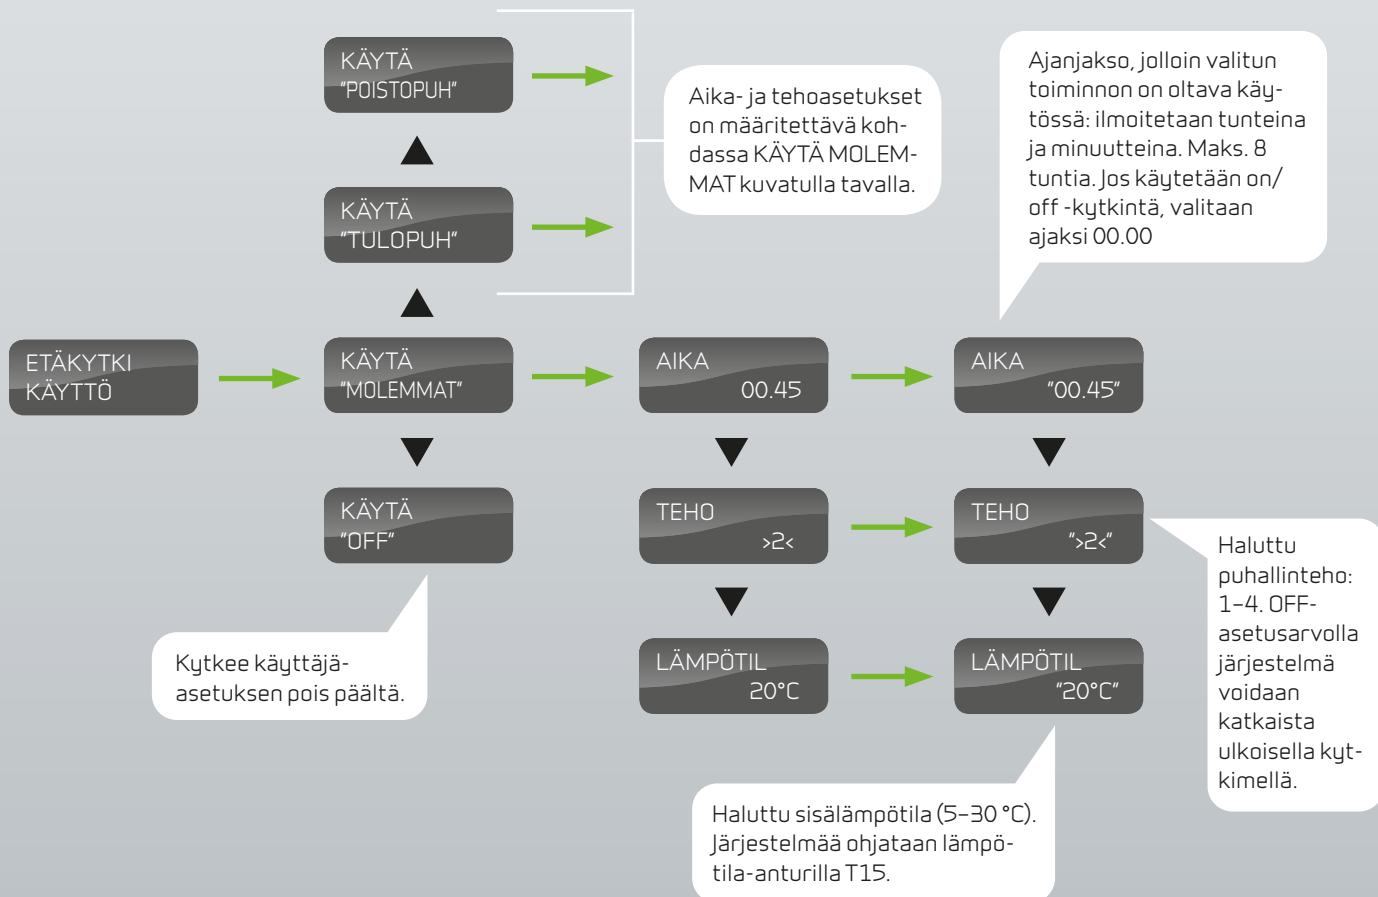 KÄYTÄ
"POISTOPUH"
Aika- ja tehoasetukset
on määritettävä koh-
dassa KÄYTÄ MOLEM-
MAT kuvatulla tavalla.
Ajanjakso, jolloin valitun
toiminnon on oltava käy-
tössä: ilmoitetaan tunteina
ja minuutteina. Maks. 8
tuntia. Jos käytetään on/
off -kytkintä, valitaan
ajaksi 00.00
KÄYTÄ
"TULOPUH"
ETÄKYTKI
KÄYTTÖ
KÄYTÄ
"MOLEMMAT"
AIKA
00.45
AIKA
"00.45"
KÄYTÄ
"OFF"
TEHO
>2<
TEHO
">2<"
Haluttu
puhallinteho:
1–4. OFF-
asetusarvolla
järjestelmä
voidaan
katkaista
ulkoisella kyt-
kimellä.
Kytkee käyttäjä-
asetuksen pois päältä.
LÄMPÖTIL
20°C
LÄMPÖTIL
"20°C"
Haluttu sisälämpötila (5–30 °C).
Järjestelmää ohjataan lämpö-
tila-anturilla T15.